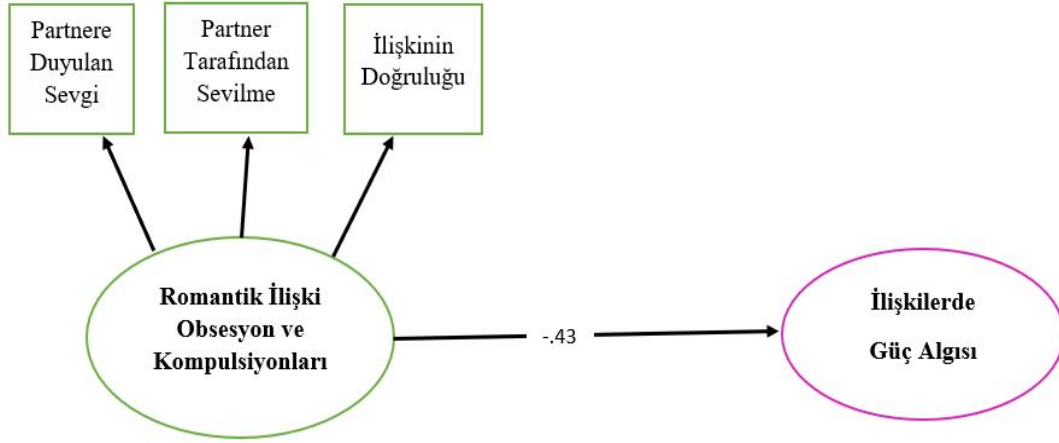 Partnere
Duyulan
Sevgi
Partner
Tarafından
Sevilme
İlişkinin
Doğruluğu
Romantik İlişki
Obsesyon ve
Kompulsiyonları
-.43
İlişkilerde
Güç Algısı